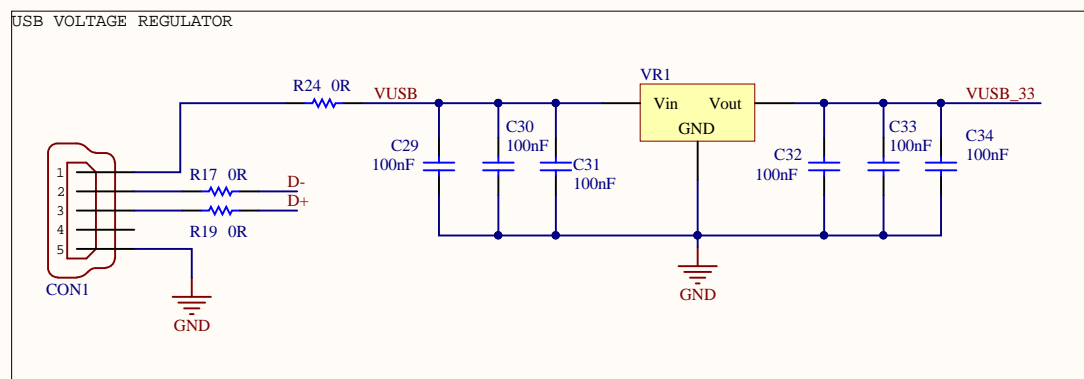 USB VOLTAGE REGULATOR
R24 0R
VUSB
VR1
Vin Vout
GND
VUSB_33
C29
100nF
C30
100nF
C31
100nF
C32
100nF
C33
100nF
C34
100nF
1
2
3
4
5
R17 0R
D-
D+
R19 0R
CON1
GND
GND